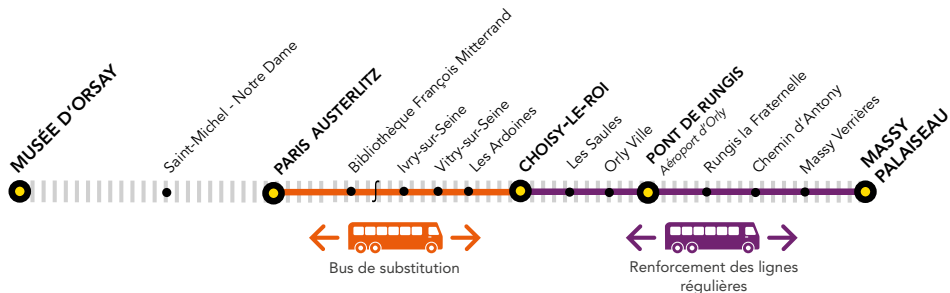 MUSÉE D'ORSAY
Saint-Michel - Notre Dame
PARIS AUSTERLITZ
Bibliothèque François Mitterrand
Ivry-sur-Seine
Vitry-sur-Seine
Les Ardoines
CHOISY-LE-ROI
Les Saules
Orly Ville
PONT DE RUNGIS
Aéroport d'Orly
Rungis la Fraternelle
Chemin d'Antony
Massy Verrières
MASSY
PALAISEAU
Bus de substitution
Renforcement des lignes
régulières